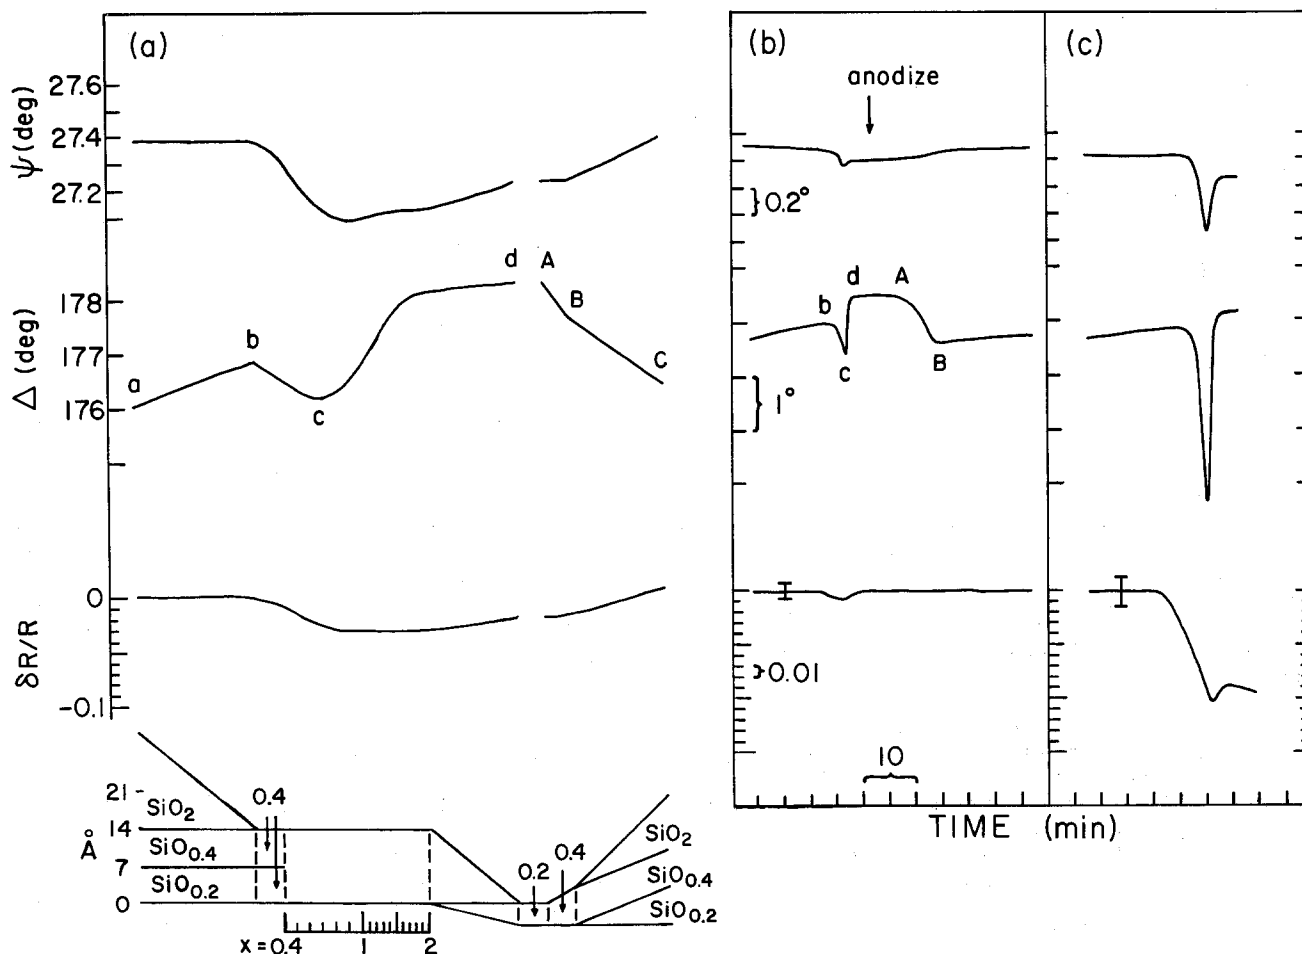 (a)
(b)
(c)
anodize
ψ (deg)
27.6
27.4
27.2
0.2°
Δ (deg)
178
177
176
a
b
c
d
A
B
C
b
d
A
c
B
1°
δR/R
0
-0.1
0.01
10
TIME (min)
Å
21
14
7
0
SiO₂
SiO₀.₄
SiO₀.₂
0.4
0.2
0.4
SiO₂
SiO₀.₄
SiO₀.₂
x = 0.4
1
2